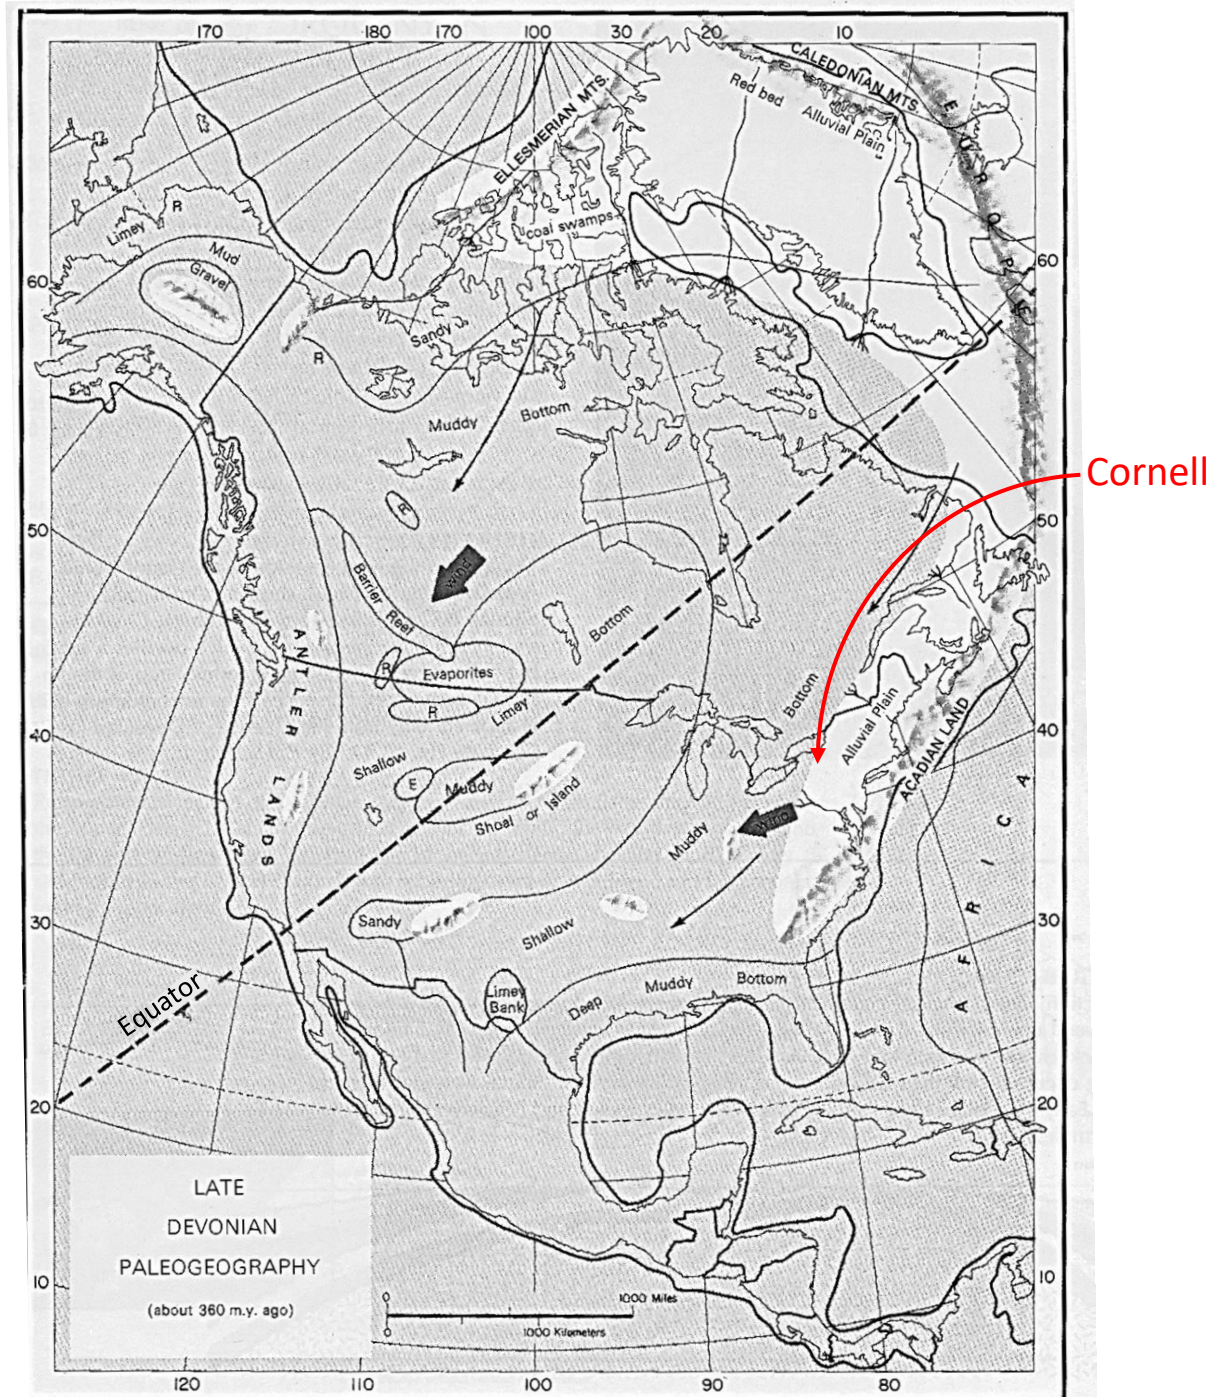 170
180
170
100
30
20
10
CALEDONIAN MTS.
Red bed
Alluvial Plain
EUROPE
ELLESMERIAN MTS.
coal swamps
R
Limey
Mud
Gravel
60
60
Sandy
R
Muddy
Bottom
Cornell
R
50
50
wind
Barrier Reef
Bottom
ANTLER LANDS
R
Evaporites
R
Limey
Bottom
Alluvial Plain
ACADIAN LAND
40
40
Shallow
E
Muddy
Shoal or Island
AFRICA
Muddy
wind
30
30
Sandy
Shallow
Equator
Limey
Bank
Deep
Muddy
Bottom
20
20
LATE
DEVONIAN
PALEOGEOGRAPHY
(about 360 m.y. ago)
10
10
0
1000 Miles
0
1000 Kilometers
120
110
100
90
80